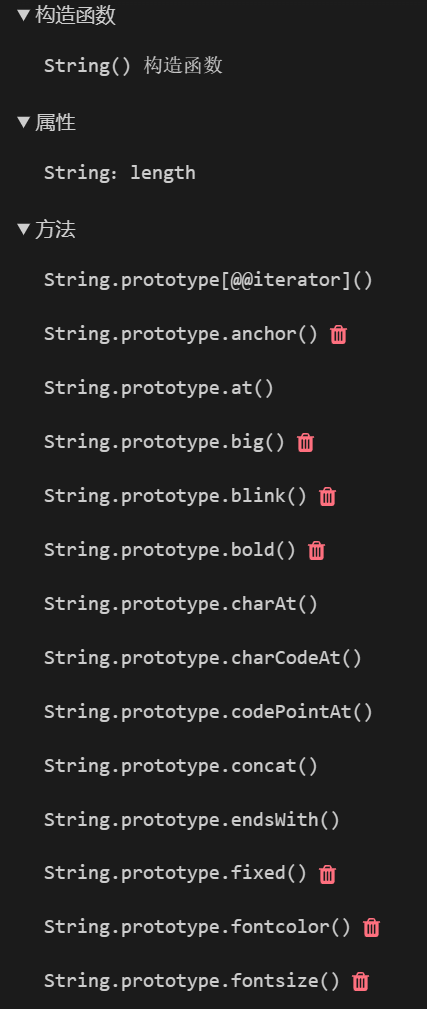 构造函数
String() 构造函数
属性
String：length
方法
String.prototype[@@iterator]()
String.prototype.anchor()
String.prototype.at()
String.prototype.big()
String.prototype.blink()
String.prototype.bold()
String.prototype.charAt()
String.prototype.charCodeAt()
String.prototype.codePointAt()
String.prototype.concat()
String.prototype.endsWith()
String.prototype.fixed()
String.prototype.fontcolor()
String.prototype.fontsize()